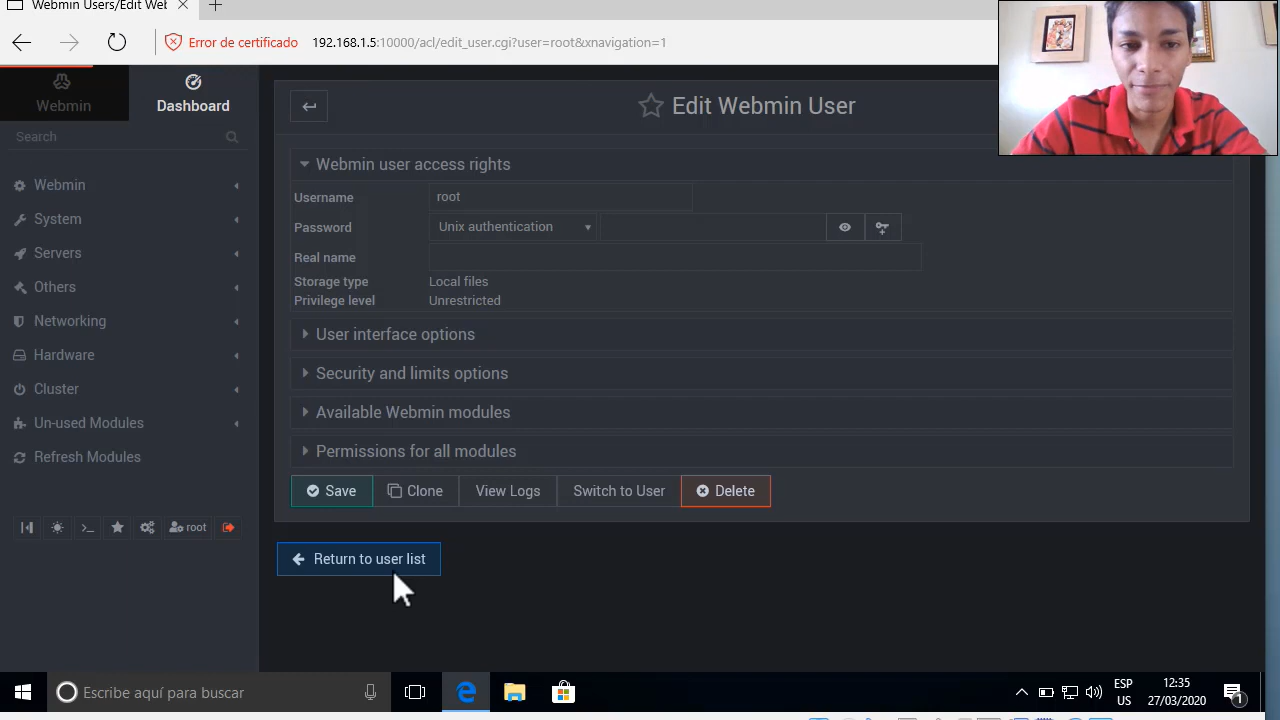 Webmin Users/Edit Web
Error de certificado
192.168.1.5:10000/acl/edit_user.cgi?user=root&xnavigation=1
Webmin
Dashboard
Search
Webmin
System
Servers
Others
Networking
Hardware
Cluster
Un-used Modules
Refresh Modules
root
Edit Webmin User
Webmin user access rights
Username root
Password Unix authentication
Real name
Storage type Local files
Privilege level Unrestricted
User interface options
Security and limits options
Available Webmin modules
Permissions for all modules
Save Clone View Logs Switch to User Delete
Return to user list
Escribe aquí para buscar
ESP
US
12:35
27/03/2020
1